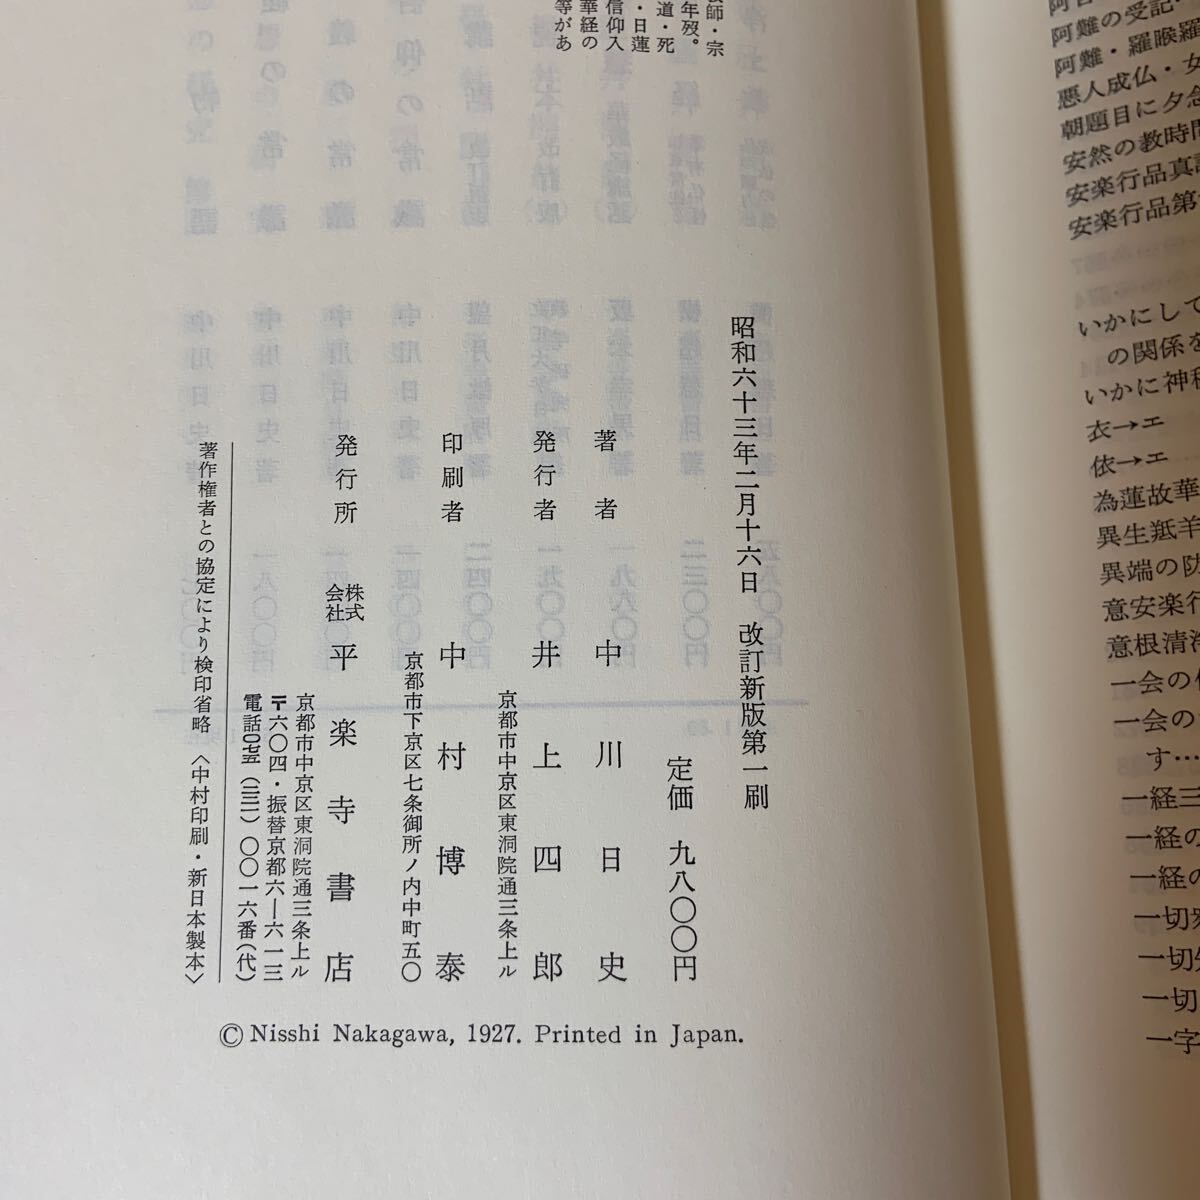 師・宗
年歿。
道・死
・日蓮
信仰入
華経の
等があ
昭和六十三年二月十六日　改訂新版第一刷
定価　九八〇〇円
著者　中川日史
発行者　井上四郎
京都市中京区東洞院通三条上ル
印刷者　中村博泰
京都市下京区七条御所ノ内中町五〇
発行所　株式会社　平楽寺書店
京都市中京区東洞院通三条上ル
〒六〇四・振替京都六―六一三
電話075（二二一）〇〇一六番（代）
著作権者との協定により検印省略　〈中村印刷・新日本製本〉
© Nisshi Nakagawa, 1927. Printed in Japan.
阿難の受記
阿難・羅睺羅
悪人成仏・女
朝題目に夕念
安然の教時問
安楽行品真
安楽行品第
いかにして
の関係を
いかに神秘
衣→エ
依→エ
為蓮故華
異生羝羊
異端の防
意安楽行
意根清浄
一会の
一会の
す…
一経三
一経の
一経の
一切
一切
一切
一字